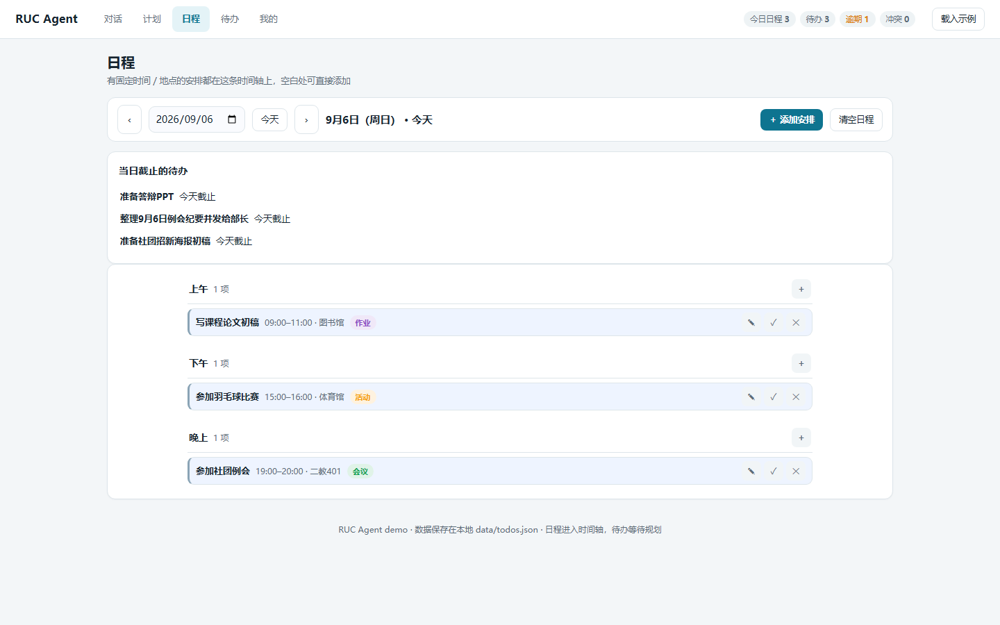 RUC Agent 对话 计划 日程 待办 我的 今日日程 3 待办 3 逾期 1 冲突 0 载入示例
日程
有固定时间 / 地点的安排都在这条时间轴上，空白处可直接添加
‹ 2026/09/06 今天 › 9月6日（周日） • 今天 + 添加安排 清空日程
当日截止的待办
准备答辩PPT 今天截止
整理9月6日例会纪要并发给部长 今天截止
准备社团招新海报初稿 今天截止
上午 1 项 +
写课程论文初稿 09:00–11:00 · 图书馆 作业
下午 1 项 +
参加羽毛球比赛 15:00–16:00 · 体育馆 活动
晚上 1 项 +
参加社团例会 19:00–20:00 · 二教401 会议
RUC Agent demo · 数据保存在本地 data/todos.json · 日程进入时间轴，待办等待规划